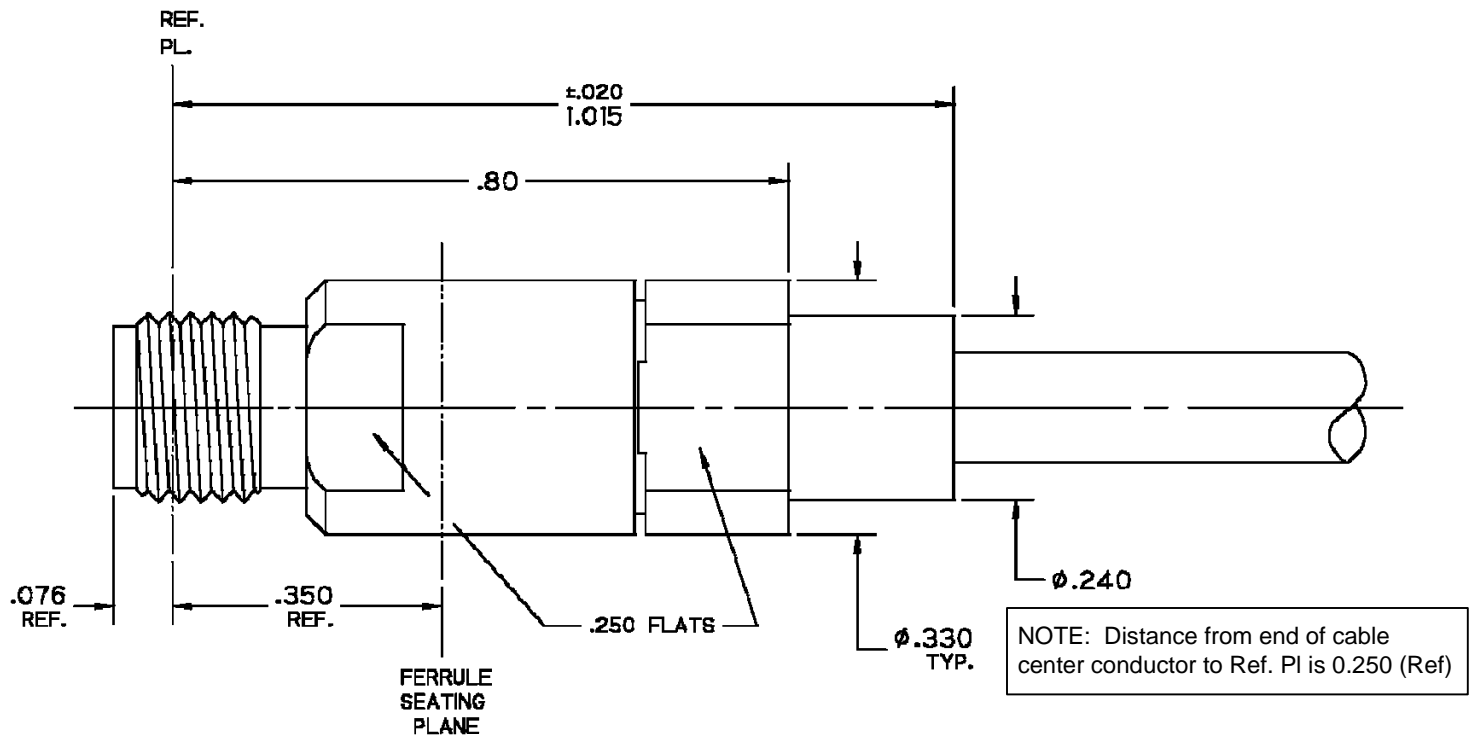 REF.
PL.
±.020
1.015
.80
.076
REF.
.350
REF.
.250 FLATS
ø.240
ø.330
TYP.
NOTE: Distance from end of cable
center conductor to Ref. Pl is 0.250 (Ref)
FERRULE
SEATING
PLANE